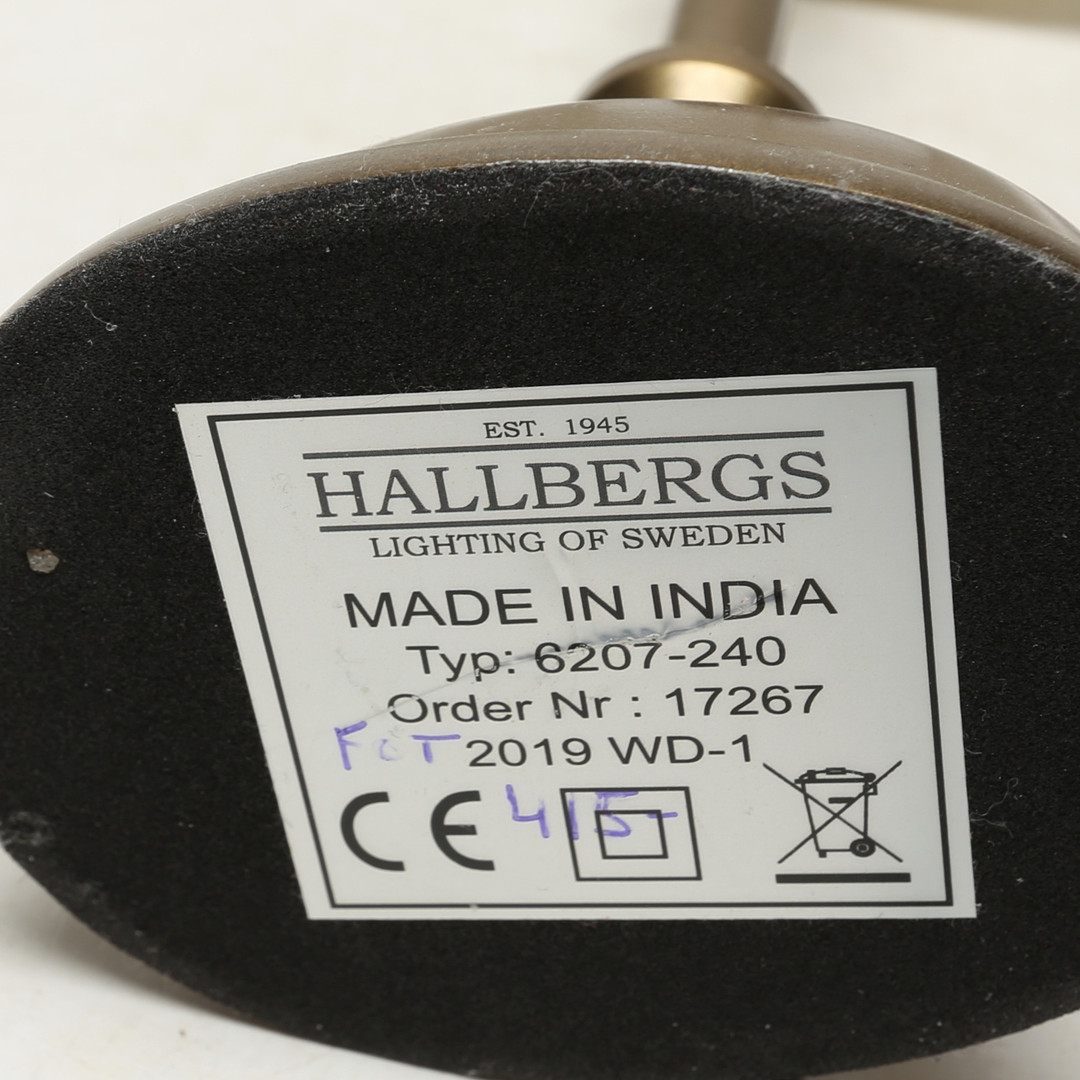 EST. 1945
HALLBERGS
LIGHTING OF SWEDEN
MADE IN INDIA
Typ: 6207-240
Order Nr : 17267
FOT 2019 WD-1
CE 415-